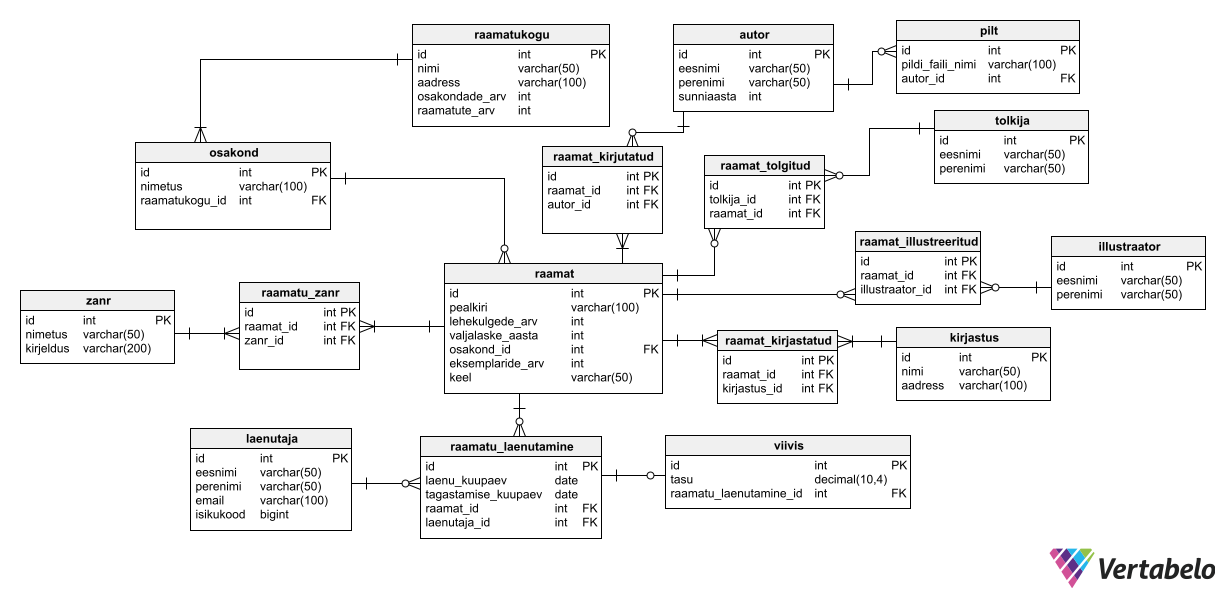 raamatukogu
id int PK
nimi varchar(50)
aadress varchar(100)
osakondade_arv int
raamatute_arv int
autor
id int PK
eesnimi varchar(50)
perenimi varchar(50)
sunniaasta int
pilt
id int PK
pildi_faili_nimi varchar(100)
autor_id int FK
tolkija
id int PK
eesnimi varchar(50)
perenimi varchar(50)
osakond
id int PK
nimetus varchar(100)
raamatukogu_id int FK
raamat_kirjutatud
id int PK
raamat_id int FK
autor_id int FK
raamat_tolgitud
id int PK
tolkija_id int FK
raamat_id int FK
raamat_illustreeritud
id int PK
raamat_id int FK
illustraator_id int FK
illustraator
id int PK
eesnimi varchar(50)
perenimi varchar(50)
zanr
id int PK
nimetus varchar(50)
kirjeldus varchar(200)
raamatu_zanr
id int PK
raamat_id int FK
zanr_id int FK
raamat
id int PK
pealkiri varchar(100)
lehekulgede_arv int
valjalaske_aasta int
osakond_id int FK
eksemplaride_arv int
keel varchar(50)
raamat_kirjastatud
id int PK
raamat_id int FK
kirjastus_id int FK
kirjastus
id int PK
nimi varchar(50)
aadress varchar(100)
laenutaja
id int PK
eesnimi varchar(50)
perenimi varchar(50)
email varchar(100)
isikukood bigint
raamatu_laenutamine
id int PK
laenu_kuupaev date
tagastamise_kuupaev date
raamat_id int FK
laenutaja_id int FK
viivis
id int PK
tasu decimal(10,4)
raamatu_laenutamine_id int FK
Vertabelo